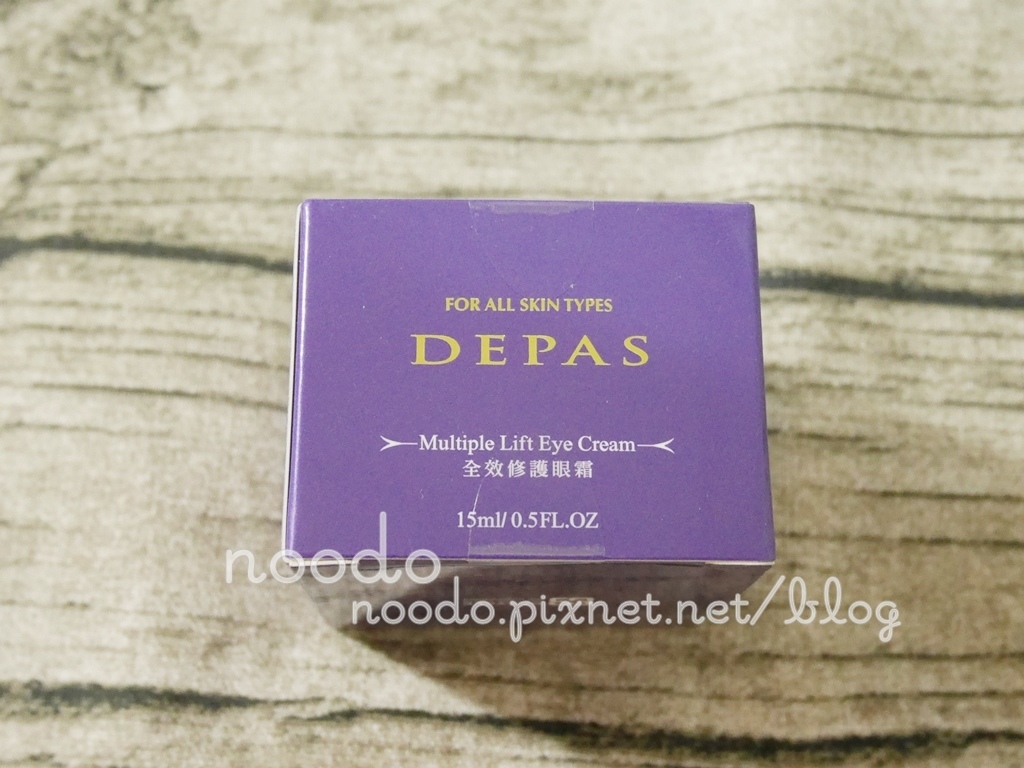 FOR ALL SKIN TYPES
DEPAS
Multiple Lift Eye Cream
全效修護眼霜
15ml/ 0.5FL.OZ
noodo
noodo.pixnet.net/blog